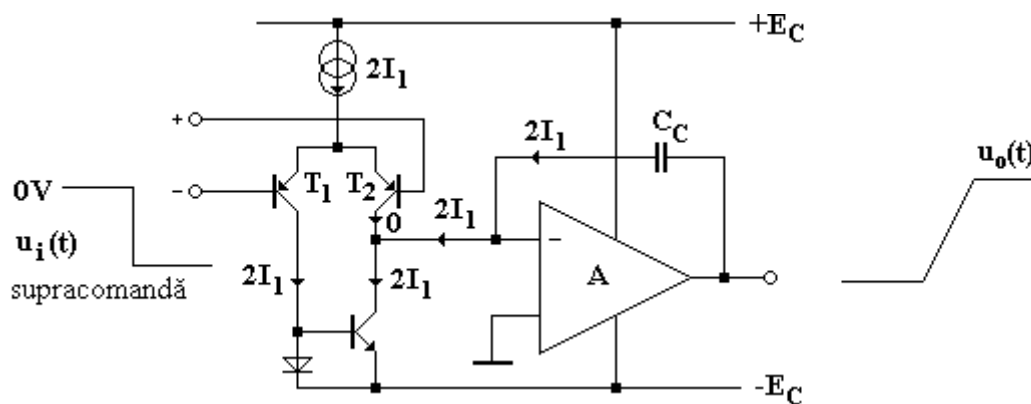 +E_C
2I_1
+
C_C
2I_1
u_o(t)
0V
−
T_1
T_2
0
2I_1
−
u_i(t)
2I_1
2I_1
A
supracomandă
-E_C